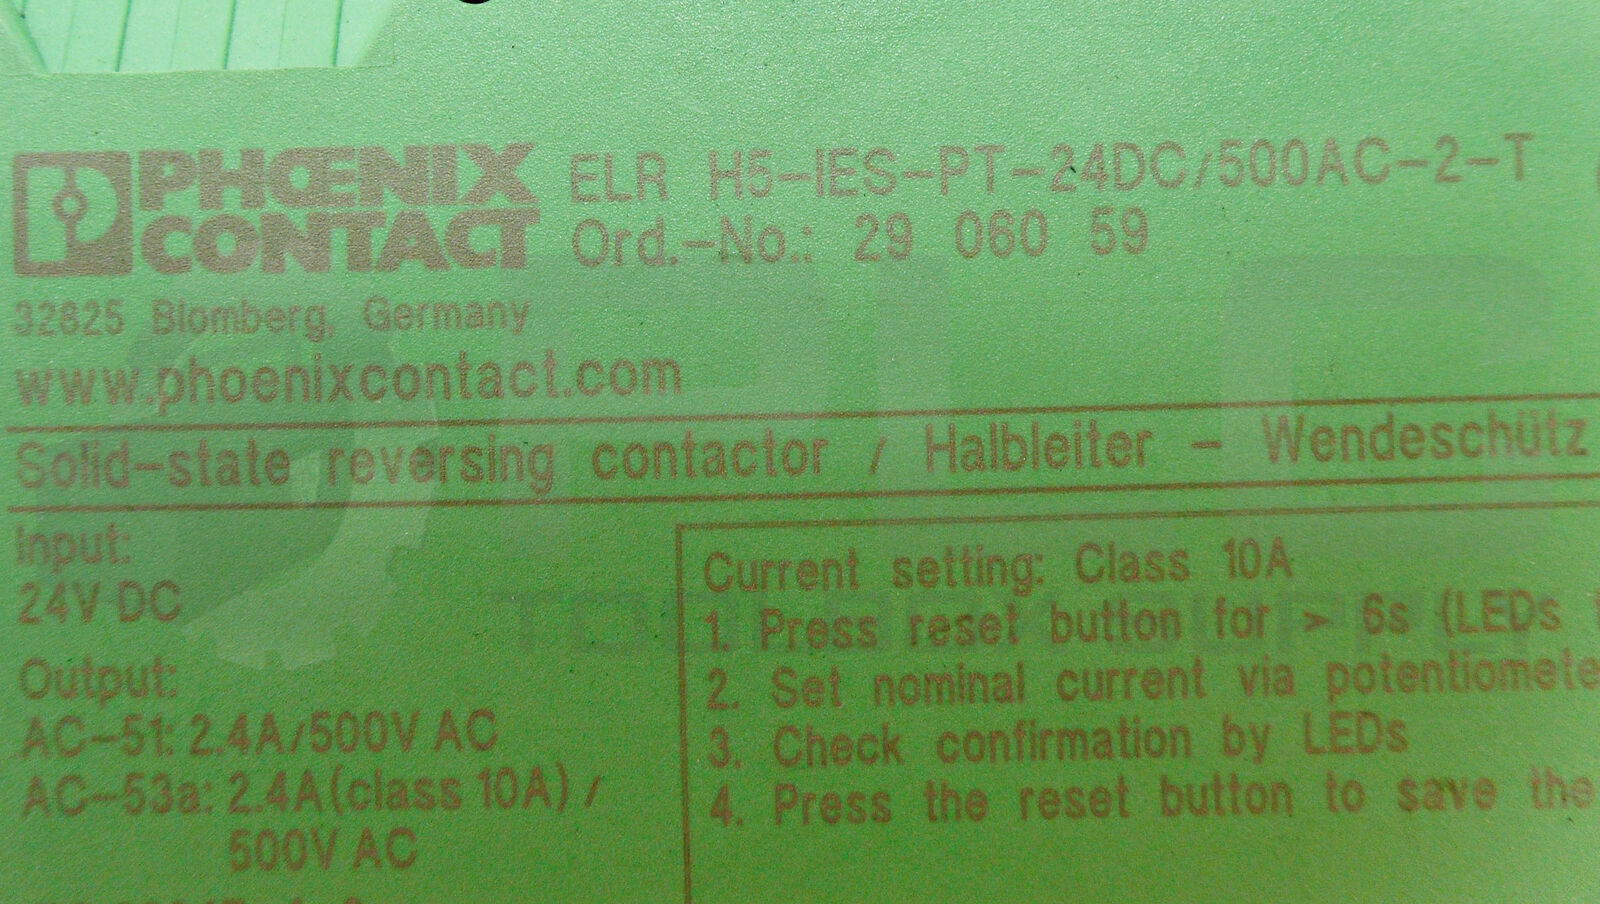 PHŒNIX
CONTACT
ELR H5-IES-PT-24DC/500AC-2-T
Ord.-No.: 29 060 59
32825 Blomberg, Germany
www.phoenixcontact.com
Solid-state reversing contactor / Halbleiter - Wendeschütz
Input:
24V DC
Output:
AC-51: 2.4A/500V AC
AC-53a: 2.4A(class 10A) /
500V AC
Current setting: Class 10A
1. Press reset button for > 6s (LEDs
2. Set nominal current via potentiomete
3. Check confirmation by LEDs
4. Press the reset button to save the